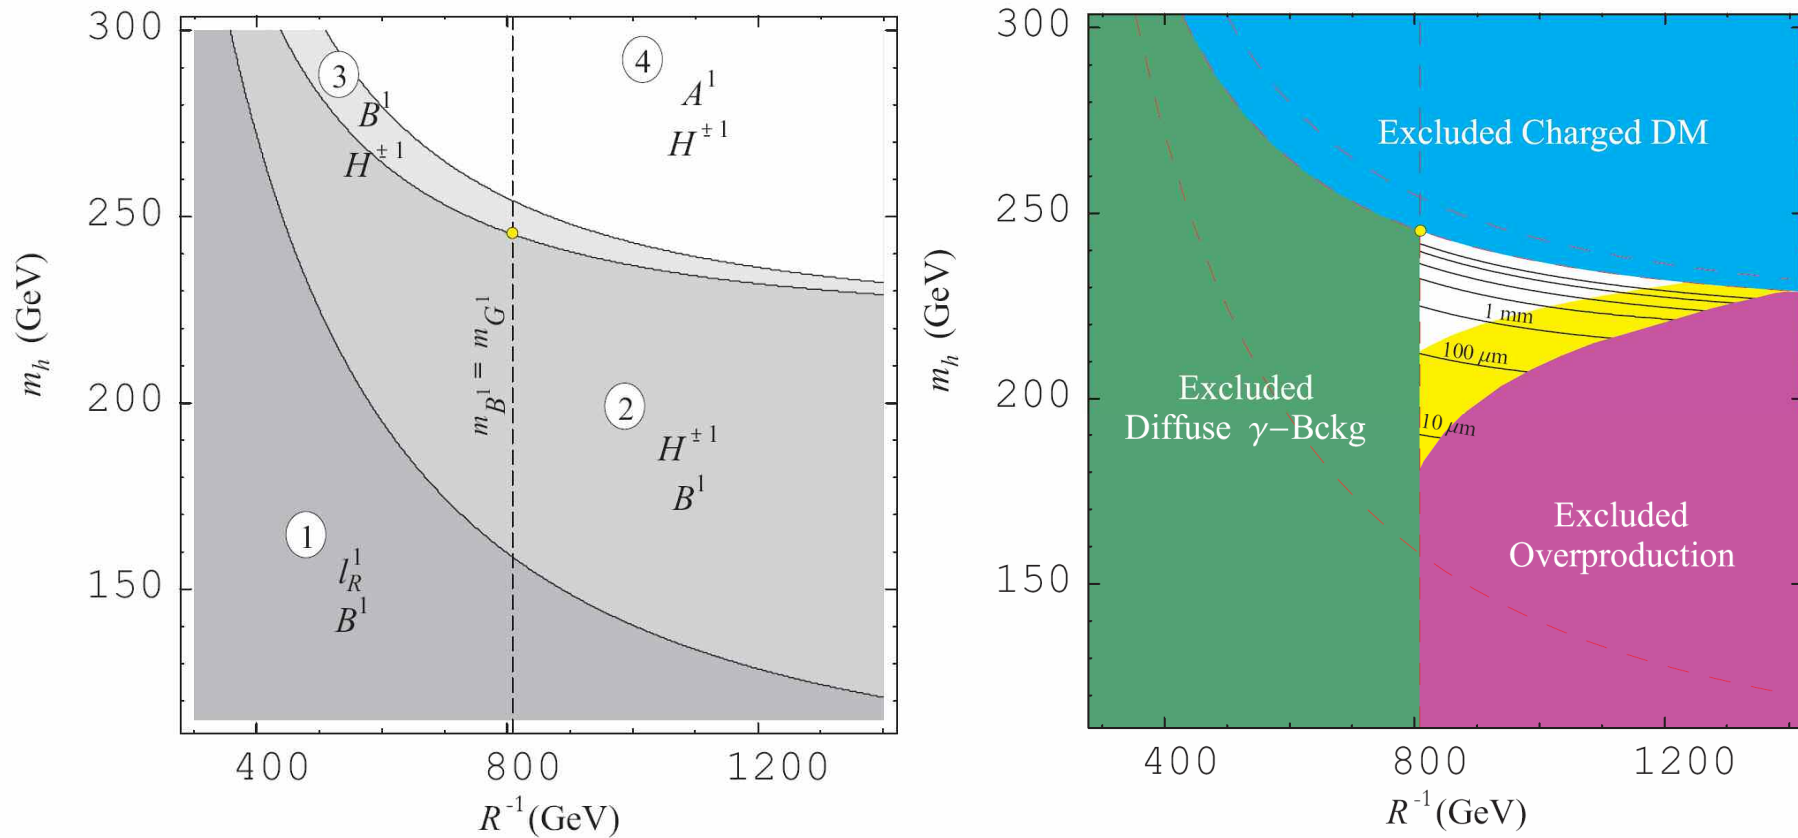 300
250
200
150
m_h (GeV)
400 800 1200
R^-1 (GeV)
3
B^1
H^±1
4
A^1
H^±1
m_B^1 = m_G^1
2
H^±1
B^1
1
l_R^1
B^1
300
250
200
150
m_h (GeV)
400 800 1200
R^-1 (GeV)
Excluded Charged DM
1 mm
100 μm
10 μm
Excluded
Diffuse γ−Bckg
Excluded
Overproduction